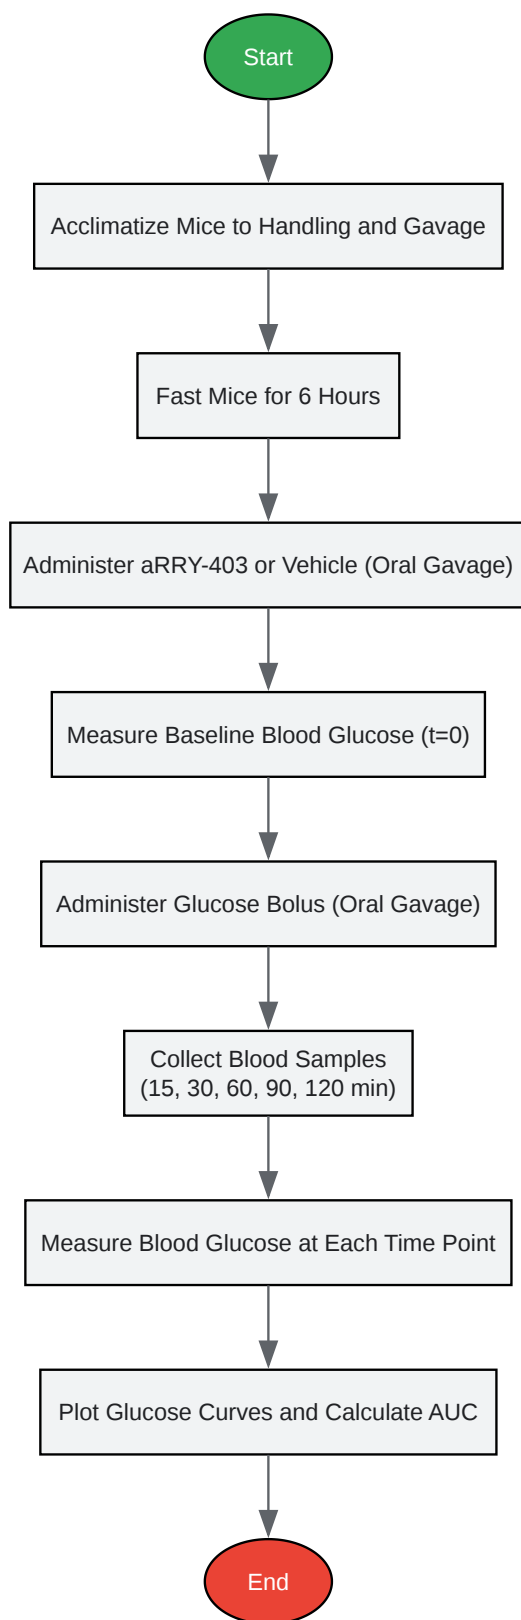 Start
Acclimatize Mice to Handling and Gavage
Fast Mice for 6 Hours
Administer aRRY-403 or Vehicle (Oral Gavage)
Measure Baseline Blood Glucose (t=0)
Administer Glucose Bolus (Oral Gavage)
Collect Blood Samples
(15, 30, 60, 90, 120 min)
Measure Blood Glucose at Each Time Point
Plot Glucose Curves and Calculate AUC
End